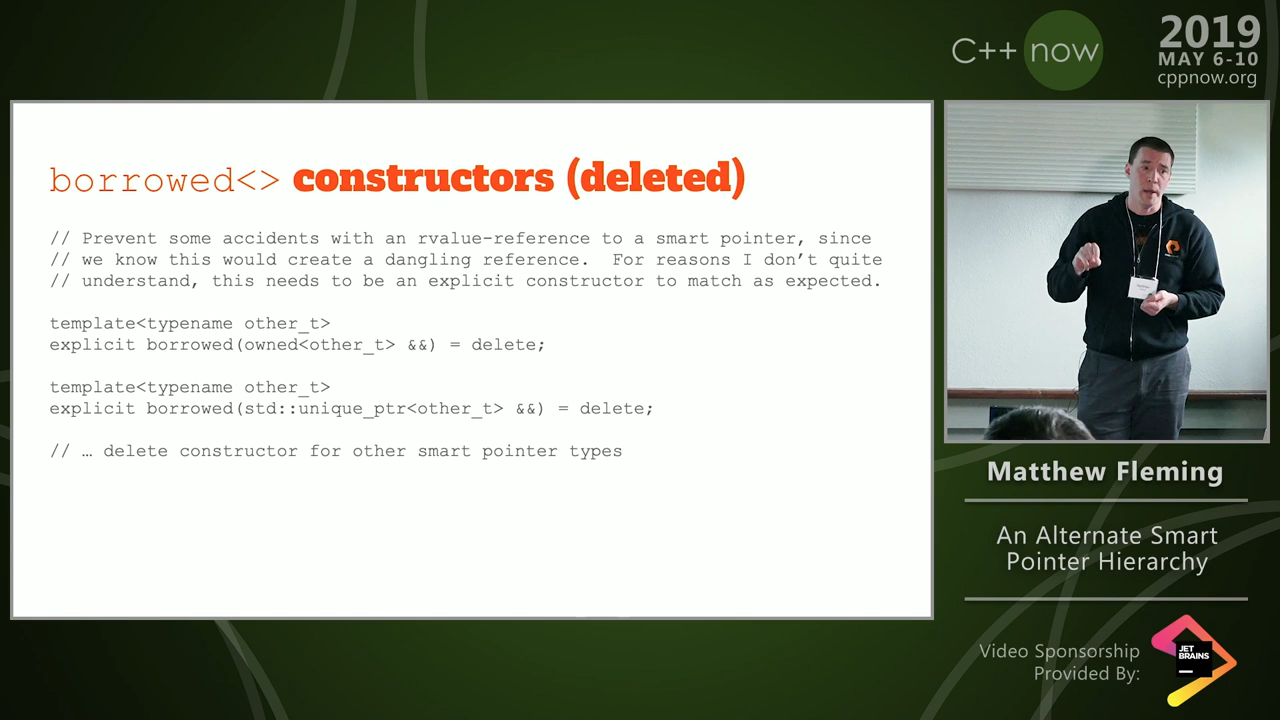 C++ now
2019
MAY 6-10
cppnow.org
borrowed<> constructors (deleted)
// Prevent some accidents with an rvalue-reference to a smart pointer, since
// we know this would create a dangling reference.  For reasons I don’t quite
// understand, this needs to be an explicit constructor to match as expected.
template<typename other_t>
explicit borrowed(owned<other_t> &&) = delete;
template<typename other_t>
explicit borrowed(std::unique_ptr<other_t> &&) = delete;
// … delete constructor for other smart pointer types
Matthew Fleming
An Alternate Smart
Pointer Hierarchy
Video Sponsorship
Provided By:
JET
BRAINS